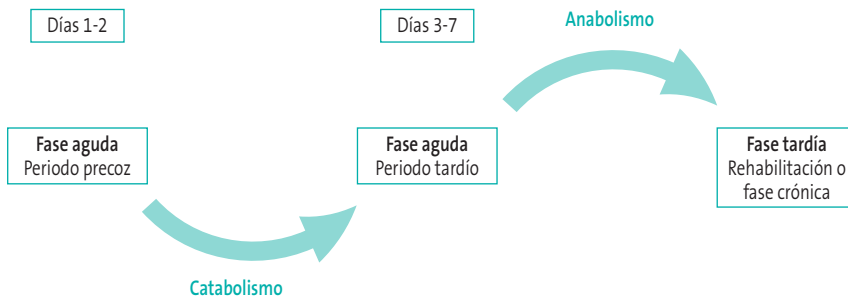 Días 1-2
Días 3-7
Anabolismo
Fase aguda
Periodo precoz
Fase aguda
Periodo tardío
Fase tardía
Rehabilitación o
fase crónica
Catabolismo